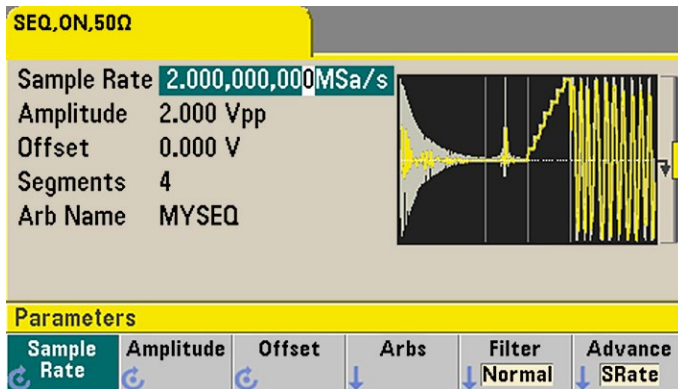 SEQ,ON,50Ω
Sample Rate 2.000,000,000MSa/s
Amplitude 2.000 Vpp
Offset 0.000 V
Segments 4
Arb Name MYSEQ
Parameters
Sample Rate Amplitude Offset Arbs Filter Normal Advance SRate